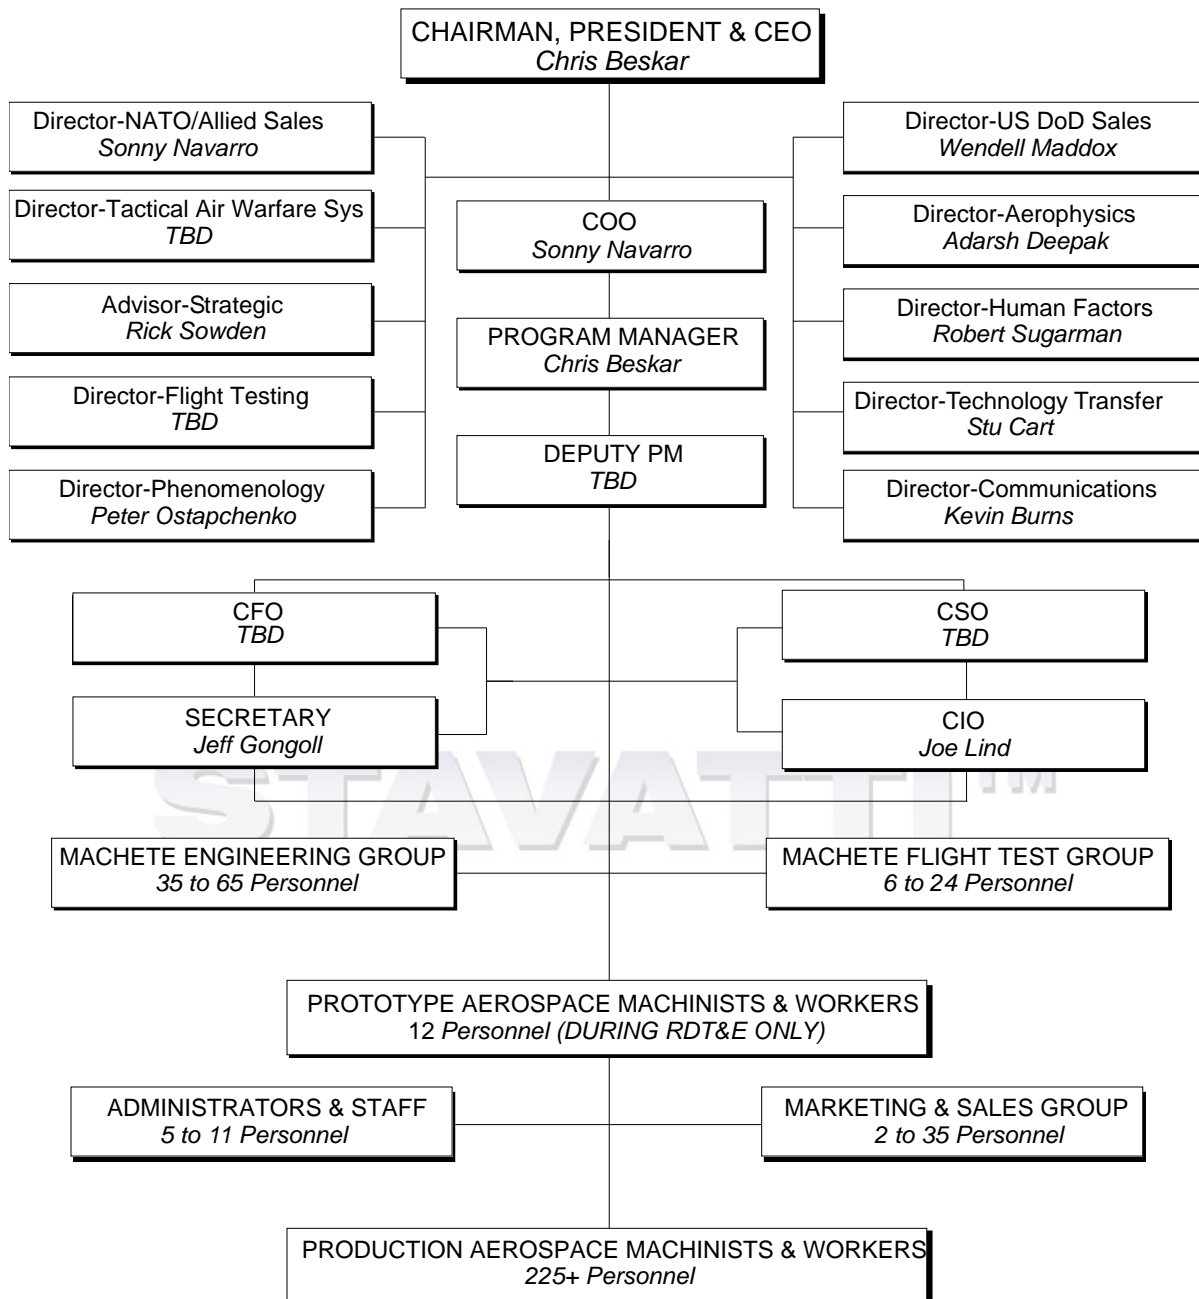 CHAIRMAN, PRESIDENT & CEO
Chris Beskar
Director-NATO/Allied Sales
Sonny Navarro
Director-US DoD Sales
Wendell Maddox
Director-Tactical Air Warfare Sys
TBD
COO
Sonny Navarro
Director-Aerophysics
Adarsh Deepak
Advisor-Strategic
Rick Sowden
PROGRAM MANAGER
Chris Beskar
Director-Human Factors
Robert Sugarman
Director-Flight Testing
TBD
Director-Technology Transfer
Stu Cart
DEPUTY PM
TBD
Director-Phenomenology
Peter Ostapchenko
Director-Communications
Kevin Burns
CFO
TBD
CSO
TBD
SECRETARY
Jeff Gongoll
CIO
Joe Lind
STAVATTI™
MACHETE ENGINEERING GROUP
35 to 65 Personnel
MACHETE FLIGHT TEST GROUP
6 to 24 Personnel
PROTOTYPE AEROSPACE MACHINISTS & WORKERS
12 Personnel (DURING RDT&E ONLY)
ADMINISTRATORS & STAFF
5 to 11 Personnel
MARKETING & SALES GROUP
2 to 35 Personnel
PRODUCTION AEROSPACE MACHINISTS & WORKERS
225+ Personnel